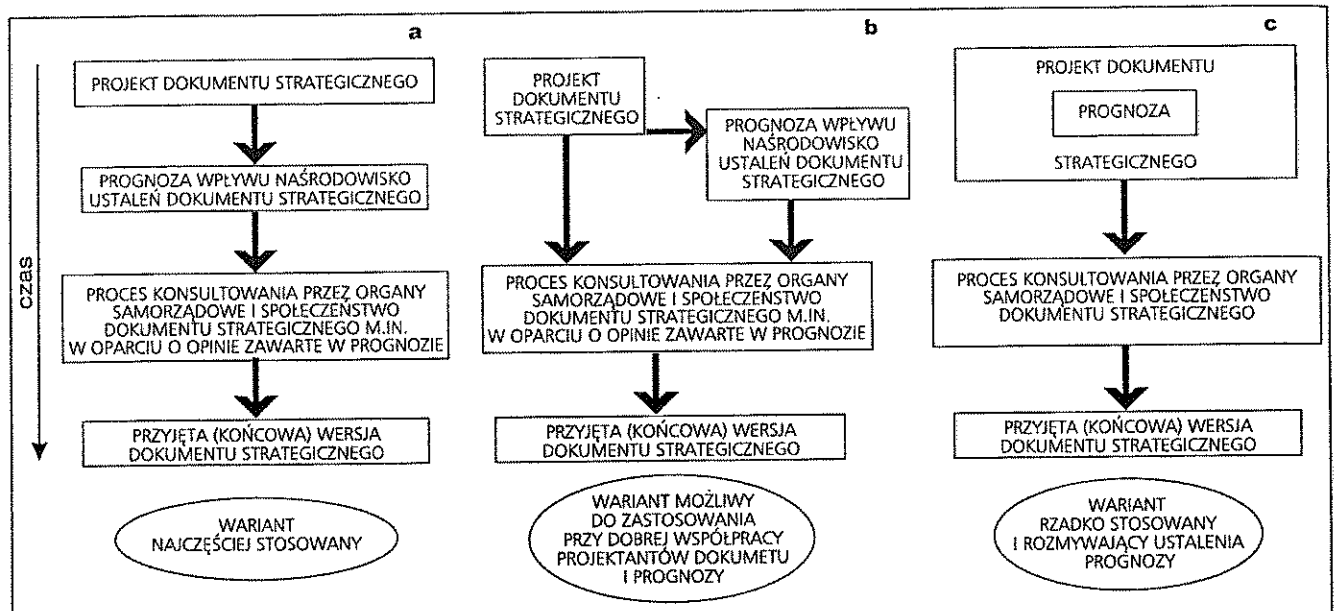 czas
a
PROJEKT DOKUMENTU STRATEGICZNEGO
PROGNOZA WPŁYWU NAŚRODOWISKO
USTALEŃ DOKUMENTU STRATEGICZNEGO
PROCES KONSULTOWANIA PRZEZ ORGANY
SAMORZĄDOWE I SPOŁECZEŃSTWO
DOKUMENTU STRATEGICZNEGO M.IN.
W OPARCIU O OPINIE ZAWARTE W PROGNOZIE
PRZYJĘTA (KOŃCOWA) WERSJA
DOKUMENTU STRATEGICZNEGO
WARIANT
NAJCZĘŚCIEJ STOSOWANY
b
PROJEKT
DOKUMENTU
STRATEGICZNEGO
PROGNOZA WPŁYWU
NAŚRODOWISKO
USTALEŃ DOKUMENTU
STRATEGICZNEGO
PROCES KONSULTOWANIA PRZEZ ORGANY
SAMORZĄDOWE I SPOŁECZEŃSTWO
DOKUMENTU STRATEGICZNEGO M.IN.
W OPARCIU O OPINIE ZAWARTE W PROGNOZIE
PRZYJĘTA (KOŃCOWA) WERSJA
DOKUMENTU STRATEGICZNEGO
WARIANT MOŻLIWY
DO ZASTOSOWANIA
PRZY DOBREJ WSPÓŁPRACY
PROJEKTANTÓW DOKUMETU
I PROGNOZY
c
PROJEKT DOKUMENTU
PROGNOZA
STRATEGICZNEGO
PROCES KONSULTOWANIA PRZEZ ORGANY
SAMORZĄDOWE I SPOŁECZEŃSTWO
DOKUMENTU STRATEGICZNEGO
PRZYJĘTA (KOŃCOWA) WERSJA
DOKUMENTU STRATEGICZNEGO
WARIANT
RZADKO STOSOWANY
I ROZMYWAJĄCY USTALENIA
PROGNOZY